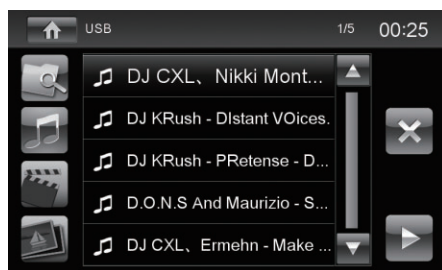 USB 1/5 00:25
DJ CXL、Nikki Mont...
DJ KRush - DIstant VOices.
DJ KRush - PRetense - D...
D.O.N.S And Maurizio - S...
DJ CXL、Ermehn - Make ...